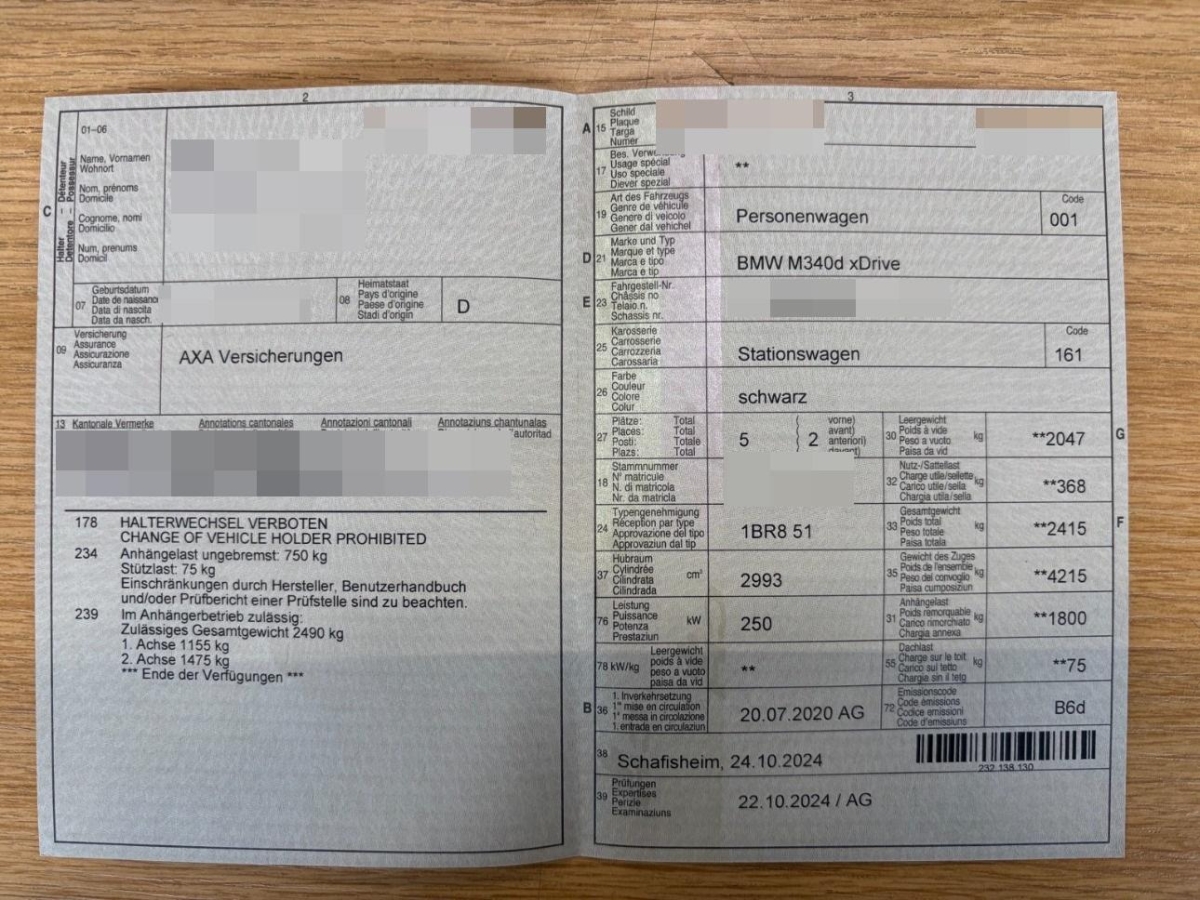 2
01–06
Name, Vornamen
Wohnort
Nom, prénoms
Domicile
Cognome, nomi
Domicilio
Num, prenums
Domicil
C
Halter – Détenteur
Detentore – Possessur
07
Geburtsdatum
Date de naissance
Data di nascita
Data da nasch.
08
Heimatstaat
Pays d'origine
Paese d'origine
Stadi d'origin
D
09
Versicherung
Assurance
Assicurazione
Assicuranza
AXA Versicherungen
13 Kantonale Vermerke Annotations cantonales Annotazioni cantonali Annotaziuns chantunalas
autoritad
178 HALTERWECHSEL VERBOTEN
CHANGE OF VEHICLE HOLDER PROHIBITED
234 Anhängelast ungebremst: 750 kg
Stützlast: 75 kg
Einschränkungen durch Hersteller, Benutzerhandbuch
und/oder Prüfbericht einer Prüfstelle sind zu beachten.
239 Im Anhängerbetrieb zulässig:
Zulässiges Gesamtgewicht 2490 kg
1. Achse 1155 kg
2. Achse 1475 kg
*** Ende der Verfügungen ***
3
A 15
Schild
Plaque
Targa
Numer
17
Bes.
Usage spécial
Uso speciale
Diever spezial
**
19
Art des Fahrzeugs
Genre de véhicule
Genere di veicolo
Gener dal vehichel
Personenwagen
Code
001
D 21
Marke und Typ
Marque et type
Marca e tipo
Marca e tip
BMW M340d xDrive
E 23
Fahrgestell-Nr.
Châssis no
Telaio n.
Schassis nr.
25
Karosserie
Carrosserie
Carrozzeria
Carossaria
Stationswagen
Code
161
26
Farbe
Couleur
Colore
Colur
schwarz
27
Plätze: Total
Places: Total
Posti: Totale
Plazs: Total
5
( 2
vorne)
avant)
anteriori)
davant)
30
Leergewicht
Poids à vide
Peso a vuoto
Paisa da vid
kg
**2047
G
18
Stammnummer
N° matricule
N. di matricola
Nr. da matricla
32
Nutz-/Sattellast
Charge utile/sellette
Carico utile/sella
Chargia utila/sella
kg
**368
24
Typengenehmigung
Réception par type
Approvazione del tipo
Approvaziun dal tip
1BR8 51
33
Gesamtgewicht
Poids total
Peso totale
Paisa totala
kg
**2415
F
37
Hubraum
Cylindrée
Cilindrata
Cilindrada
cm³
2993
35
Gewicht des Zuges
Poids de l'ensemble
Peso del convoglio
Paisa cumposiziun
kg
**4215
76
Leistung
Puissance
Potenza
Prestaziun
kW
250
31
Anhängelast
Poids remorquable
Carico rimorchiato
Chargia annexa
kg
**1800
78 kW/kg
Leergewicht
poids à vide
peso a vuoto
paisa da vid
**
55
Dachlast
Charge sur le toit
Carico sul tetto
Chargia sin il tetg
kg
**75
B 36
1. Inverkehrsetzung
1re mise en circulation
1a messa in circolazione
1. entrada en circulaziun
20.07.2020 AG
72
Emissionscode
Code émissions
Codice emissioni
Code d'emissiuns
B6d
38
Schafisheim, 24.10.2024
232 138 130
39
Prüfungen
Expertises
Perizie
Examinaziuns
22.10.2024 / AG